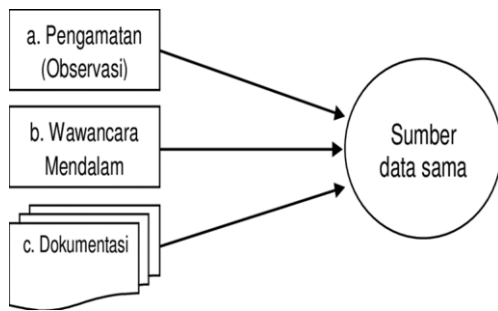 a. Pengamatan
(Observasi)
b. Wawancara
Mendalam
c. Dokumentasi
Sumber
data sama